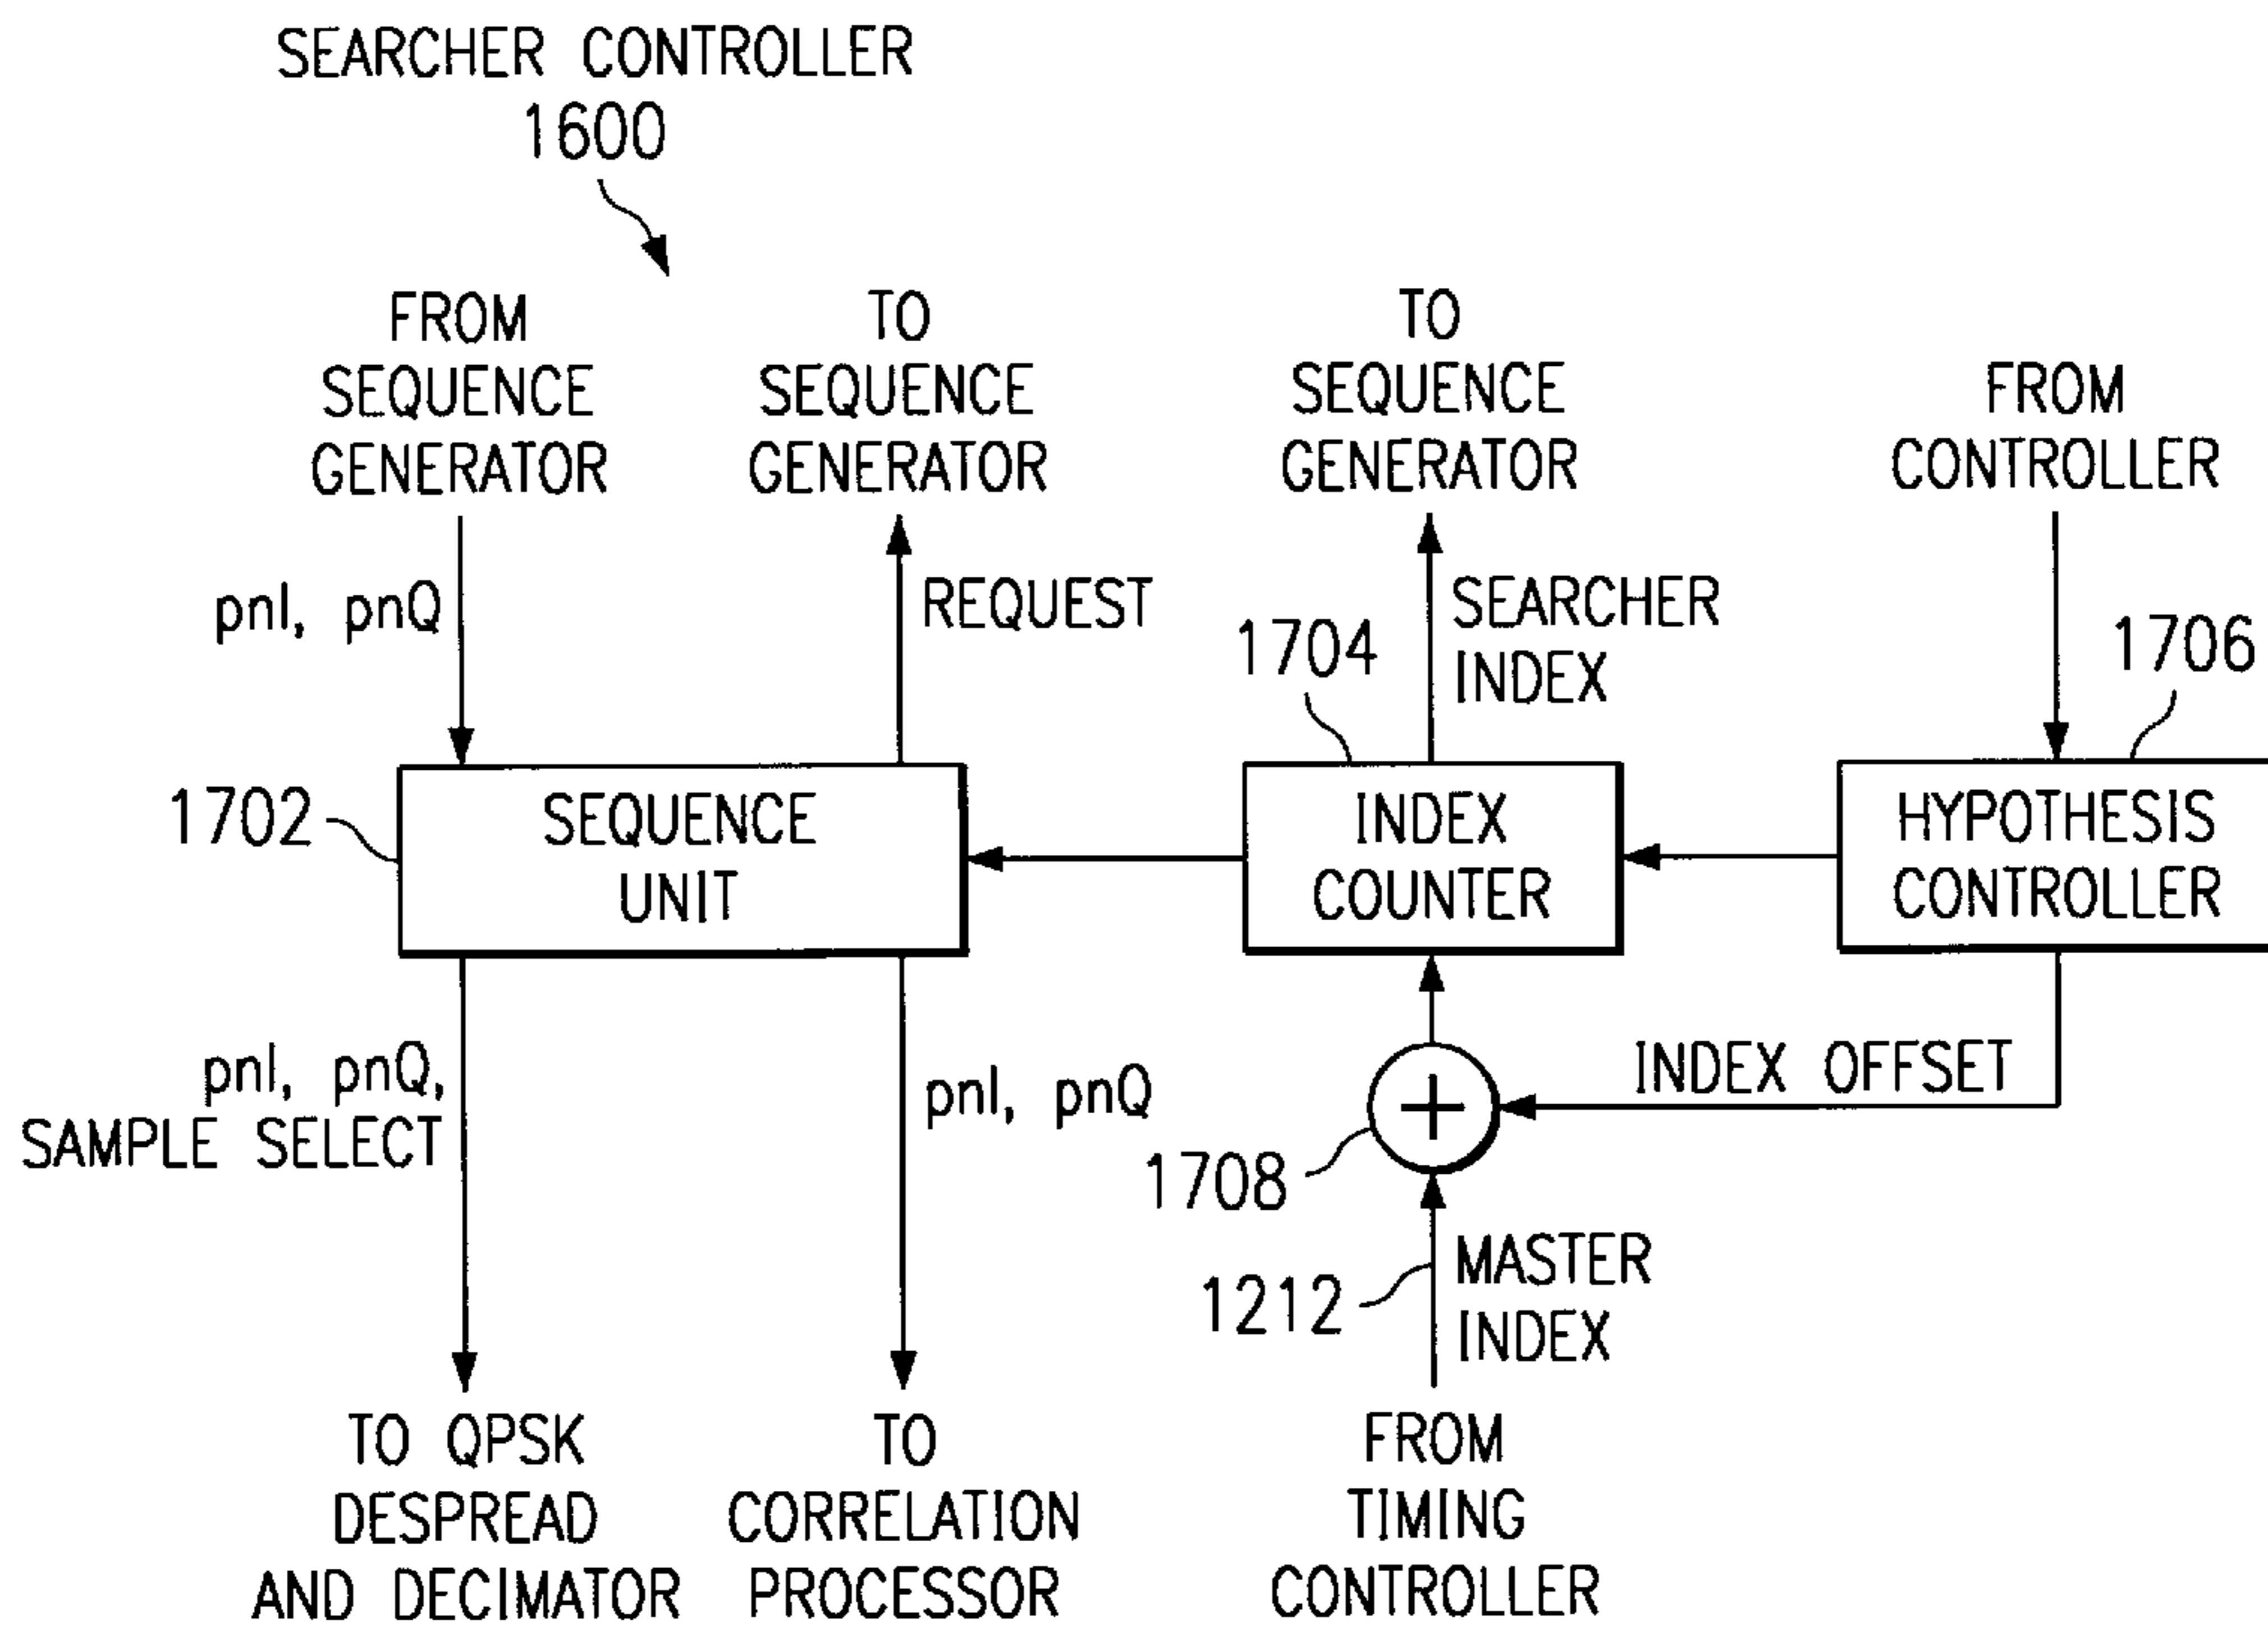 SEARCHER CONTROLLER
1600
FROM
SEQUENCE
GENERATOR
TO
SEQUENCE
GENERATOR
TO
SEQUENCE
GENERATOR
FROM
CONTROLLER
pnI, pnQ
REQUEST
SEARCHER
INDEX
1704
1706
1702
SEQUENCE
UNIT
INDEX
COUNTER
HYPOTHESIS
CONTROLLER
pnI, pnQ,
SAMPLE SELECT
pnI, pnQ
INDEX OFFSET
+
1708
1212
MASTER
INDEX
TO QPSK
DESPREAD
AND DECIMATOR
TO
CORRELATION
PROCESSOR
FROM
TIMING
CONTROLLER